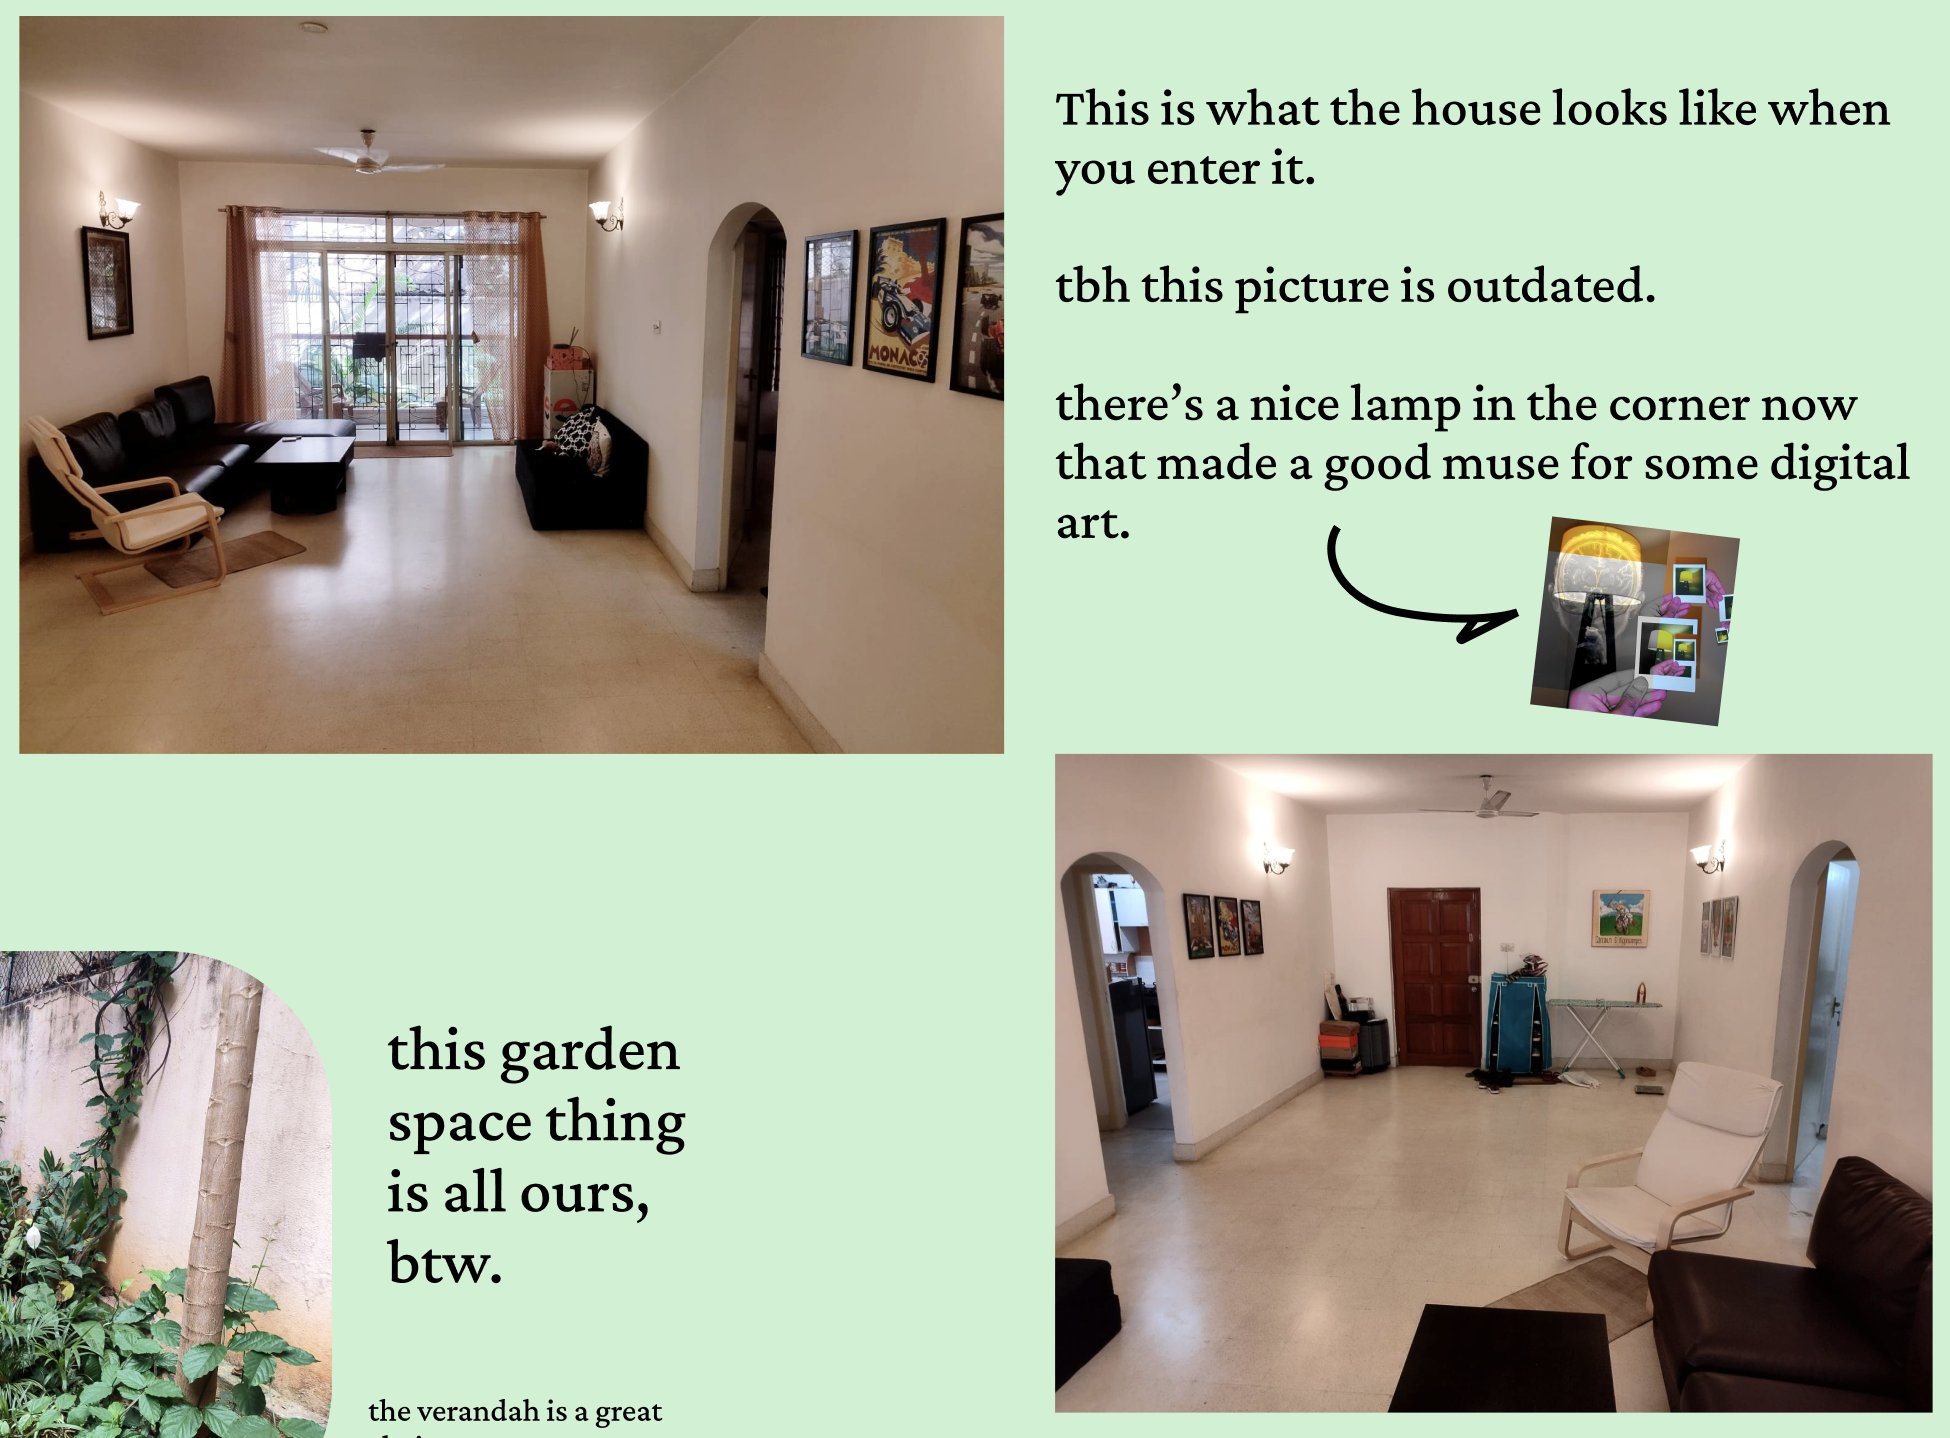 This is what the house looks like when
you enter it.
tbh this picture is outdated.
there's a nice lamp in the corner now
that made a good muse for some digital
art.
MONACO
this garden
space thing
is all ours,
btw.
the verandah is a great